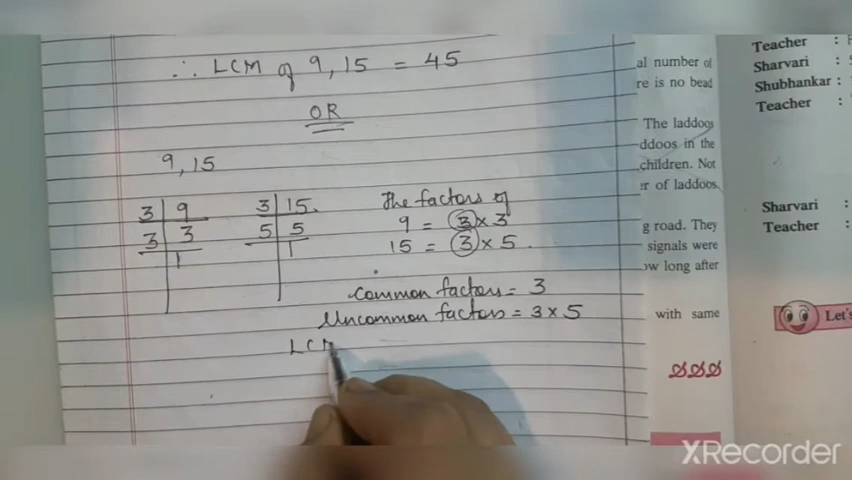 ∴ LCM of 9, 15 = 45
OR
9, 15
3 | 9
3 | 3
1
3 | 15
5 | 5
1
The factors of
9 = 3 × 3
15 = 3 × 5.
Common factors = 3
Uncommon factors = 3 × 5
LCM
al number of
re is no bead
The laddoos
ddoos in the
children. Not
er of laddoos
g road. They
signals were
ow long after
with same
Teacher :
Sharvari :
Shubhankar :
Teacher :
Sharvari :
Teacher :
Let's
XRecorder